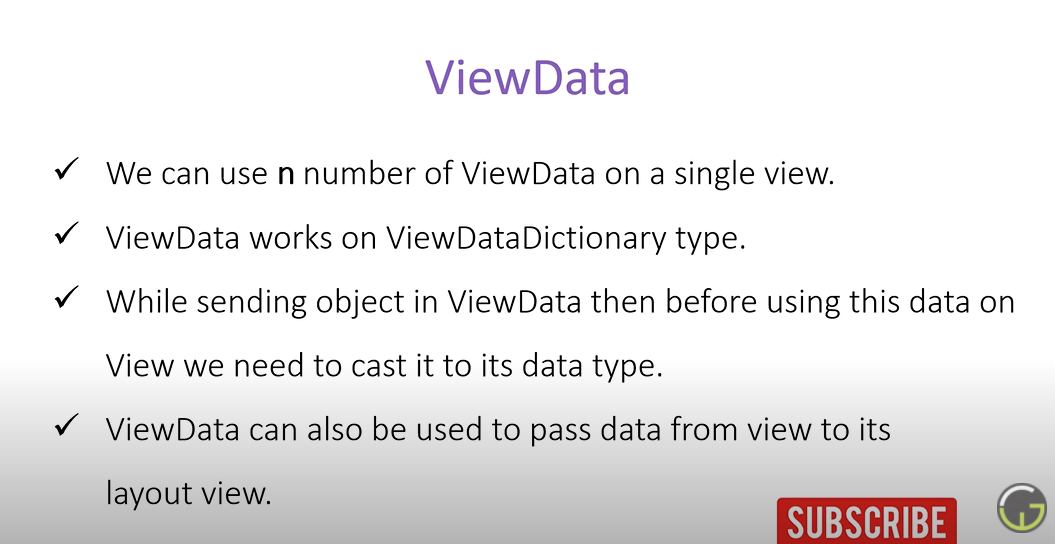 ViewData
✓ We can use n number of ViewData on a single view.
✓ ViewData works on ViewDataDictionary type.
✓ While sending object in ViewData then before using this data on
View we need to cast it to its data type.
✓ ViewData can also be used to pass data from view to its
layout view.
SUBSCRIBE